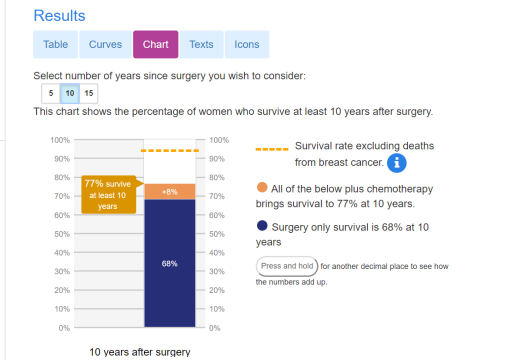 Results
Table Curves Chart Texts Icons
Select number of years since surgery you wish to consider:
5 10 15
This chart shows the percentage of women who survive at least 10 years after surgery.
100% 100%
90% 90%
80% 80%
70% 70%
60% 60%
50% 50%
40% 40%
30% 30%
20% 20%
10% 10%
0% 0%
77% survive
at least 10
years
+8%
68%
10 years after surgery
Survival rate excluding deaths
from breast cancer. i
All of the below plus chemotherapy
brings survival to 77% at 10 years.
Surgery only survival is 68% at 10
years
Press and hold for another decimal place to see how
the numbers add up.